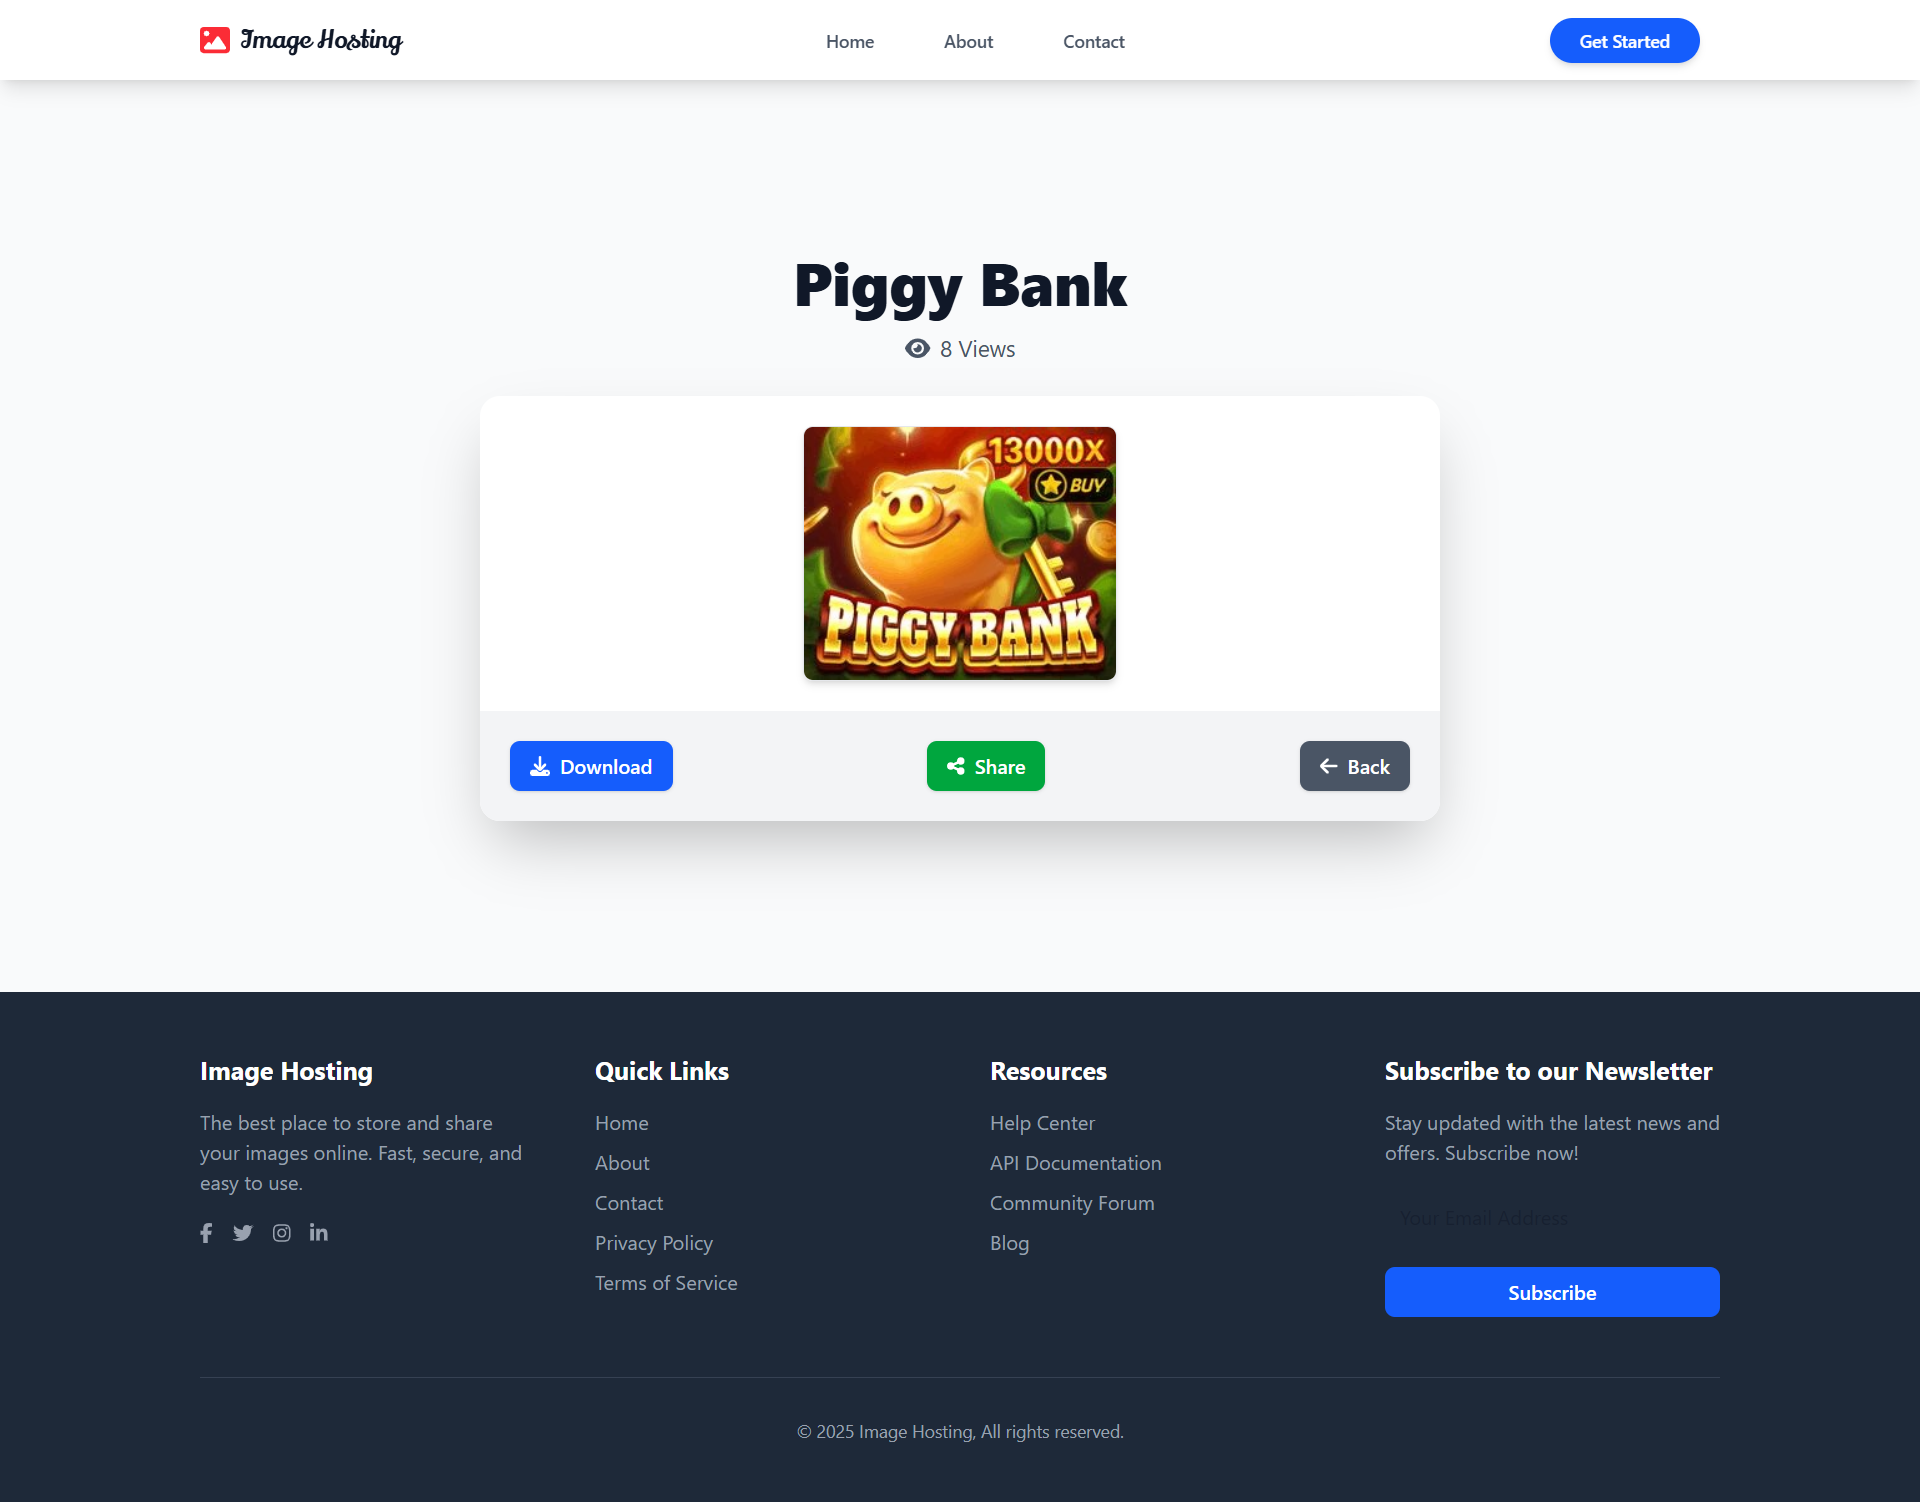 Image Hosting
Home
About
Contact
Get Started
Piggy Bank
8 Views
13000X
BUY
PIGGY BANK
Download
Share
Back
Image Hosting
The best place to store and share
your images online. Fast, secure, and
easy to use.
Quick Links
Home
About
Contact
Privacy Policy
Terms of Service
Resources
Help Center
API Documentation
Community Forum
Blog
Subscribe to our Newsletter
Stay updated with the latest news and
offers. Subscribe now!
Your Email Address
Subscribe
© 2025 Image Hosting, All rights reserved.